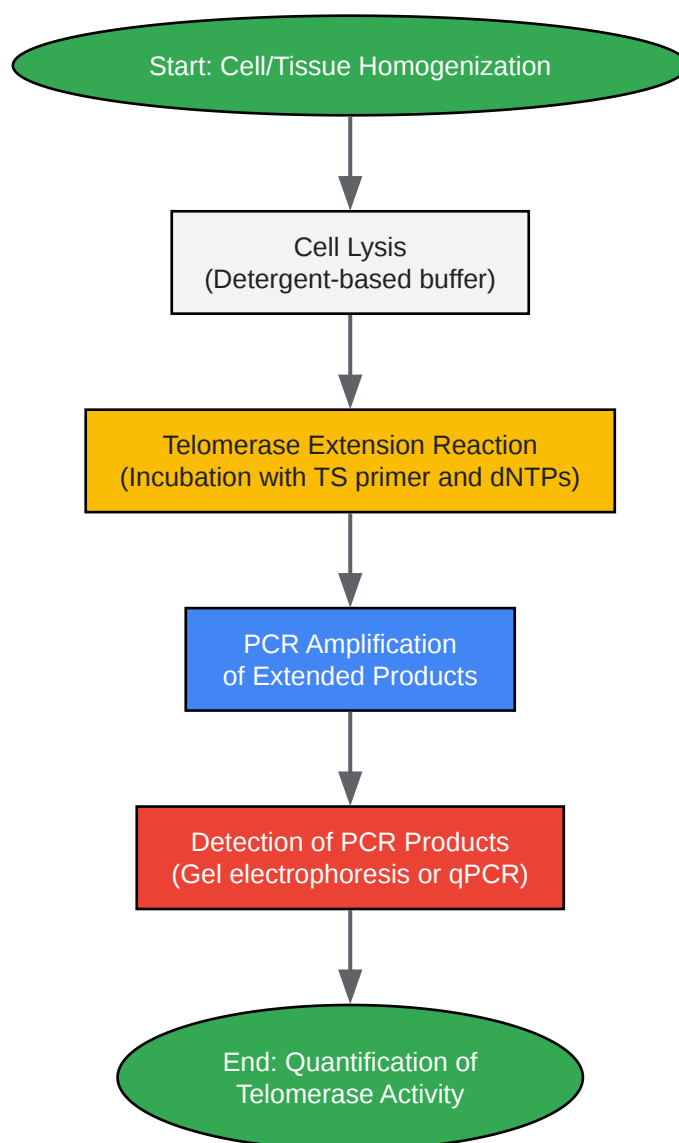 Start: Cell/Tissue Homogenization
Cell Lysis
(Detergent-based buffer)
Telomerase Extension Reaction
(Incubation with TS primer and dNTPs)
PCR Amplification
of Extended Products
Detection of PCR Products
(Gel electrophoresis or qPCR)
End: Quantification of
Telomerase Activity